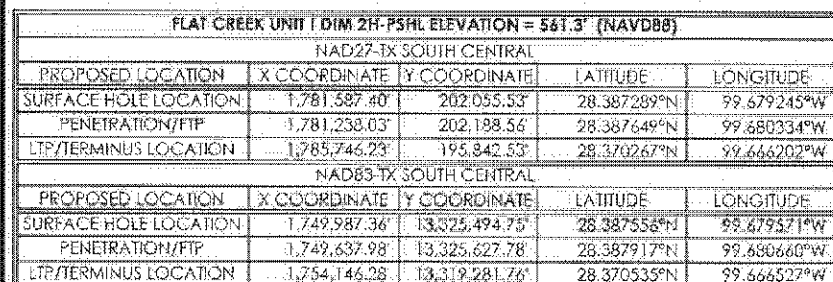 FLAT CREEK UNIT I DIM 2H-PSHL ELEVATION = 561.3' (NAVD88)
NAD27-TX SOUTH CENTRAL
PROPOSED LOCATION X COORDINATE Y COORDINATE LATITUDE LONGITUDE
SURFACE HOLE LOCATION 1,781,587.40' 202,055.53' 28.387289°N 99.679245°W
PENETRATION/FTP 1,781,238.03' 202,188.56' 28.387649°N 99.680334°W
LTP/TERMINUS LOCATION 1,785,746.23' 195,842.53' 28.370267°N 99.666202°W
NAD83-TX SOUTH CENTRAL
PROPOSED LOCATION X COORDINATE Y COORDINATE LATITUDE LONGITUDE
SURFACE HOLE LOCATION 1,749,987.36' 13,325,494.75' 28.387556°N 99.679571°W
PENETRATION/FTP 1,749,637.98' 13,325,627.78' 28.387917°N 99.680660°W
LTP/TERMINUS LOCATION 1,754,146.28' 13,319,281.76' 28.370535°N 99.666527°W